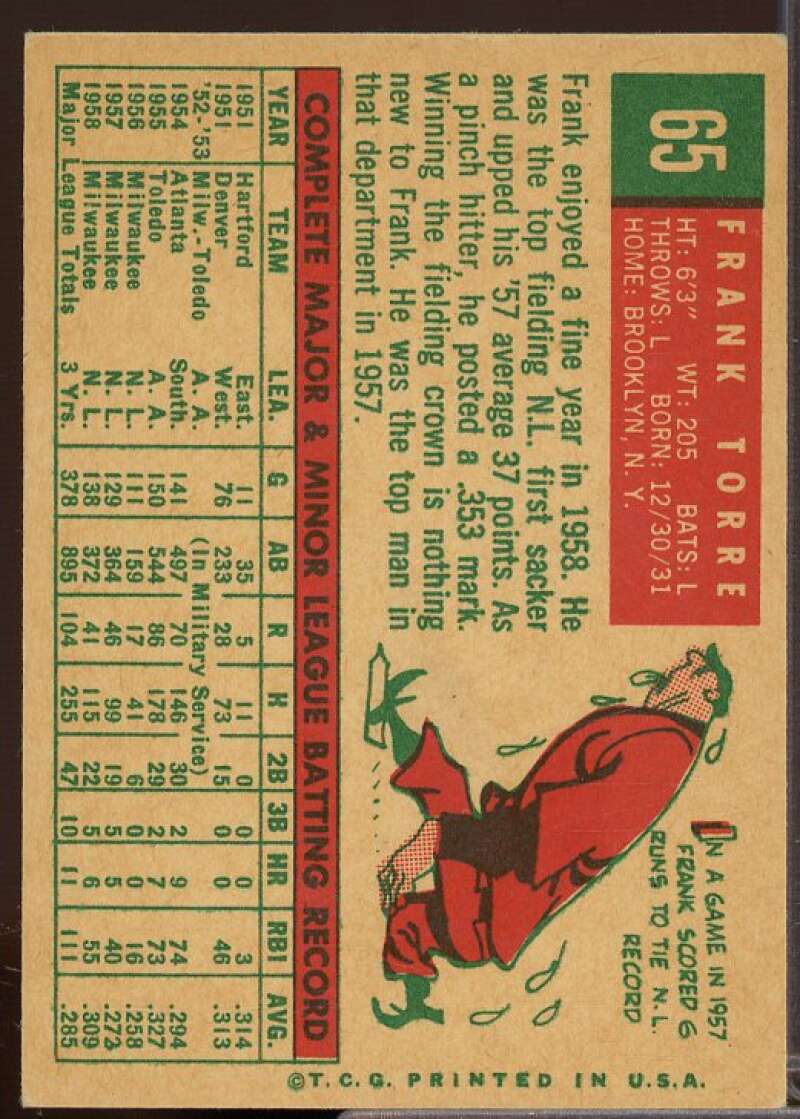 65
FRANK TORRE
HT: 6'3" WT: 205 BATS: L
THROWS: L BORN: 12/30/31
HOME: BROOKLYN, N. Y.
Frank enjoyed a fine year in 1958. He
was the top fielding N.L. first sacker
and upped his '57 average 37 points. As
a pinch hitter, he posted a .353 mark.
Winning the fielding crown is nothing
new to Frank. He was the top man in
that department in 1957.
IN A GAME IN 1957
FRANK SCORED 6
RUNS TO TIE N.L.
RECORD
COMPLETE MAJOR & MINOR LEAGUE BATTING RECORD
YEAR TEAM LEA. G AB R H 2B 3B HR RBI AVG.
1951 Hartford East. 11 35 5 11 0 0 0 3 .314
1951 Denver West. 76 233 28 73 15 0 0 46 .313
'52-'53 Milw.-Toledo A. A. (In Military Service)
1954 Atlanta South. 141 497 70 146 30 2 9 74 .294
1955 Toledo A. A. 150 544 86 178 29 2 7 73 .327
1956 Milwaukee N. L. 111 159 17 41 6 0 0 16 .258
1957 Milwaukee N. L. 129 364 46 99 19 5 5 40 .272
1958 Milwaukee N. L. 138 372 41 115 22 5 6 55 .309
Major League Totals 3 Yrs. 378 895 104 255 47 10 11 111 .285
©T.C.G. PRINTED IN U.S.A.